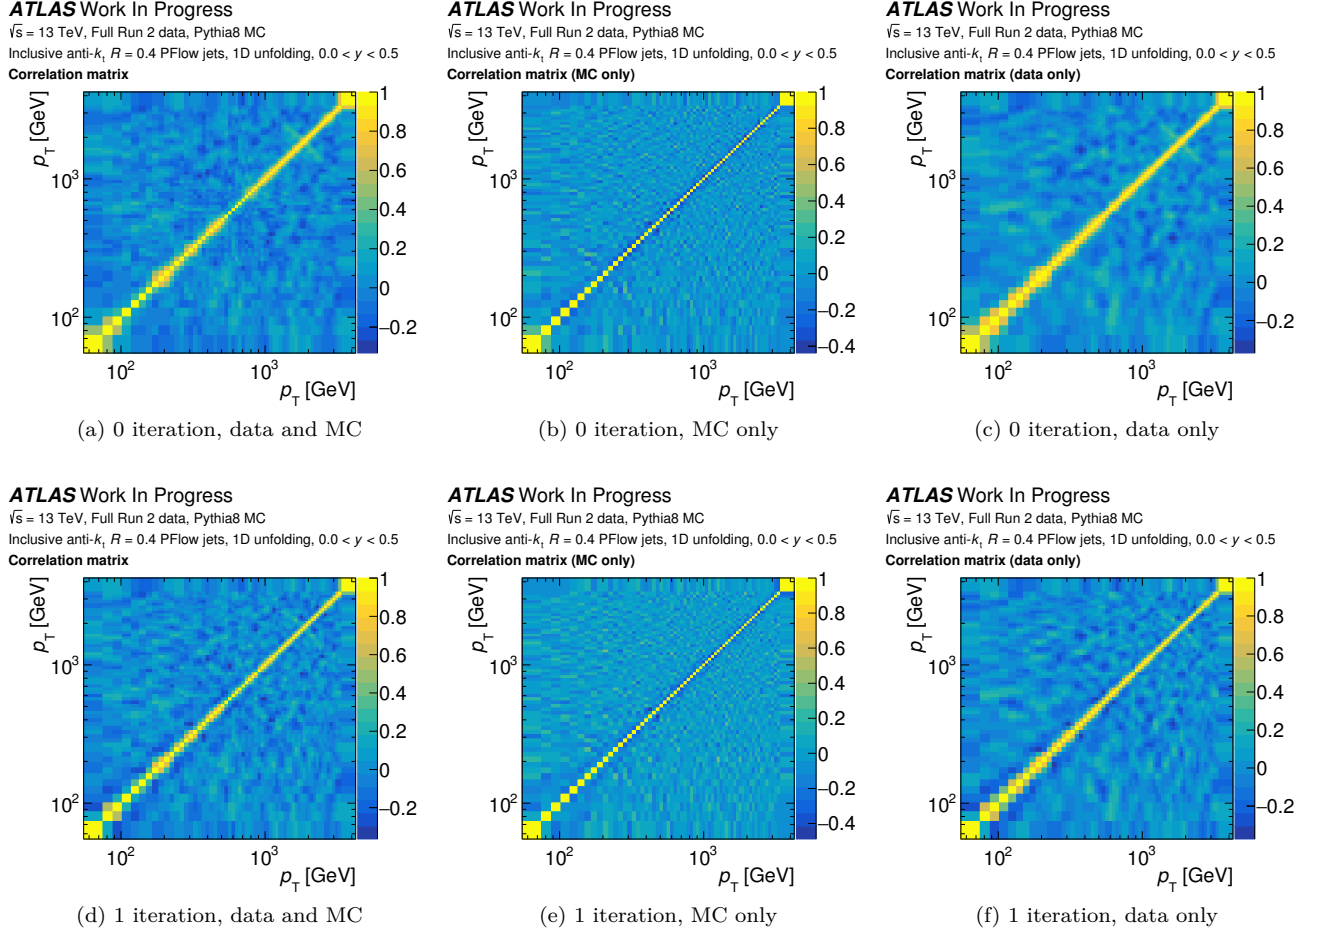 ATLAS Work In Progress
√s = 13 TeV, Full Run 2 data, Pythia8 MC
Inclusive anti-kt R = 0.4 PFlow jets, 1D unfolding, 0.0 < y < 0.5
Correlation matrix
pT [GeV]
10³
10²
10² 10³
pT [GeV]
1
0.8
0.6
0.4
0.2
0
−0.2
(a) 0 iteration, data and MC
ATLAS Work In Progress
√s = 13 TeV, Full Run 2 data, Pythia8 MC
Inclusive anti-kt R = 0.4 PFlow jets, 1D unfolding, 0.0 < y < 0.5
Correlation matrix (MC only)
pT [GeV]
10³
10²
10² 10³
pT [GeV]
1
0.8
0.6
0.4
0.2
0
−0.2
−0.4
(b) 0 iteration, MC only
ATLAS Work In Progress
√s = 13 TeV, Full Run 2 data, Pythia8 MC
Inclusive anti-kt R = 0.4 PFlow jets, 1D unfolding, 0.0 < y < 0.5
Correlation matrix (data only)
pT [GeV]
10³
10²
10² 10³
pT [GeV]
1
0.8
0.6
0.4
0.2
0
−0.2
(c) 0 iteration, data only
ATLAS Work In Progress
√s = 13 TeV, Full Run 2 data, Pythia8 MC
Inclusive anti-kt R = 0.4 PFlow jets, 1D unfolding, 0.0 < y < 0.5
Correlation matrix
pT [GeV]
10³
10²
10² 10³
pT [GeV]
1
0.8
0.6
0.4
0.2
0
−0.2
(d) 1 iteration, data and MC
ATLAS Work In Progress
√s = 13 TeV, Full Run 2 data, Pythia8 MC
Inclusive anti-kt R = 0.4 PFlow jets, 1D unfolding, 0.0 < y < 0.5
Correlation matrix (MC only)
pT [GeV]
10³
10²
10² 10³
pT [GeV]
1
0.8
0.6
0.4
0.2
0
−0.2
−0.4
(e) 1 iteration, MC only
ATLAS Work In Progress
√s = 13 TeV, Full Run 2 data, Pythia8 MC
Inclusive anti-kt R = 0.4 PFlow jets, 1D unfolding, 0.0 < y < 0.5
Correlation matrix (data only)
pT [GeV]
10³
10²
10² 10³
pT [GeV]
1
0.8
0.6
0.4
0.2
0
−0.2
(f) 1 iteration, data only